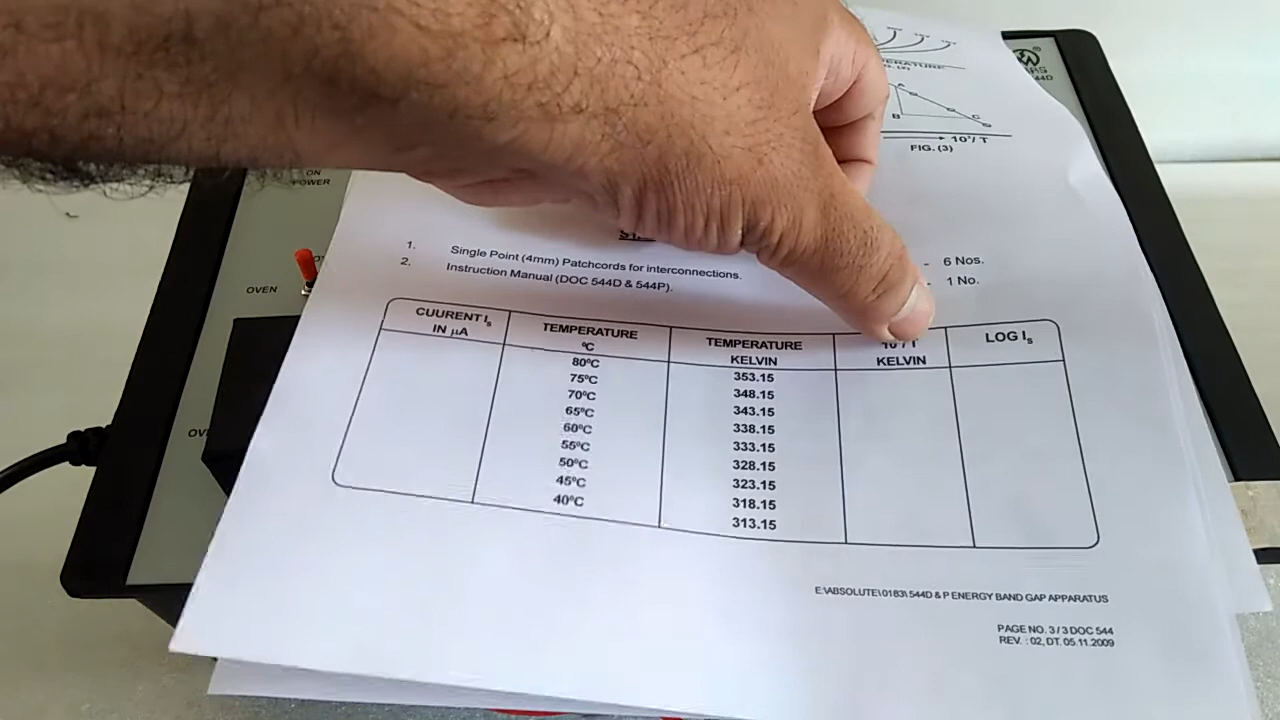 FIG. (3)
10³/ T
ON
POWER
OVEN
1. Single Point (4mm) Patchcords for interconnections. - 6 Nos.
2. Instruction Manual (DOC 544D & 544P). - 1 No.
CUURENT Is IN µA TEMPERATURE ºC TEMPERATURE KELVIN 10³/ T KELVIN LOG Is
80ºC 353.15
75ºC 348.15
70ºC 343.15
65ºC 338.15
60ºC 333.15
55ºC 328.15
50ºC 323.15
45ºC 318.15
40ºC 313.15
E:\ABSOLUTE\0183\544D & P ENERGY BAND GAP APPARATUS
PAGE NO. 3 / 3 DOC 544
REV. : 02, DT. 05.11.2009